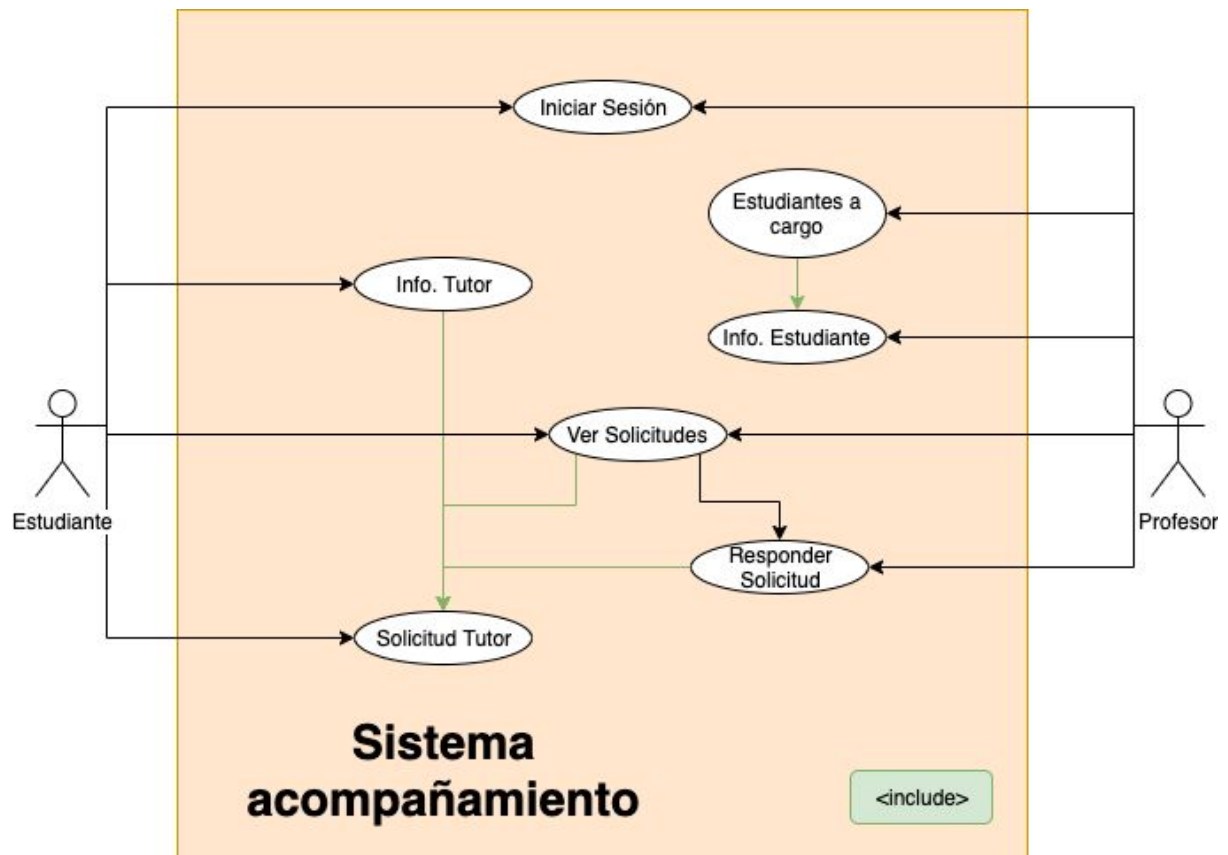 Iniciar Sesión
Estudiantes a
cargo
Info. Tutor
Info. Estudiante
Ver Solicitudes
Estudiante
Profesor
Responder
Solicitud
Solicitud Tutor
Sistema
acompañamiento
<include>